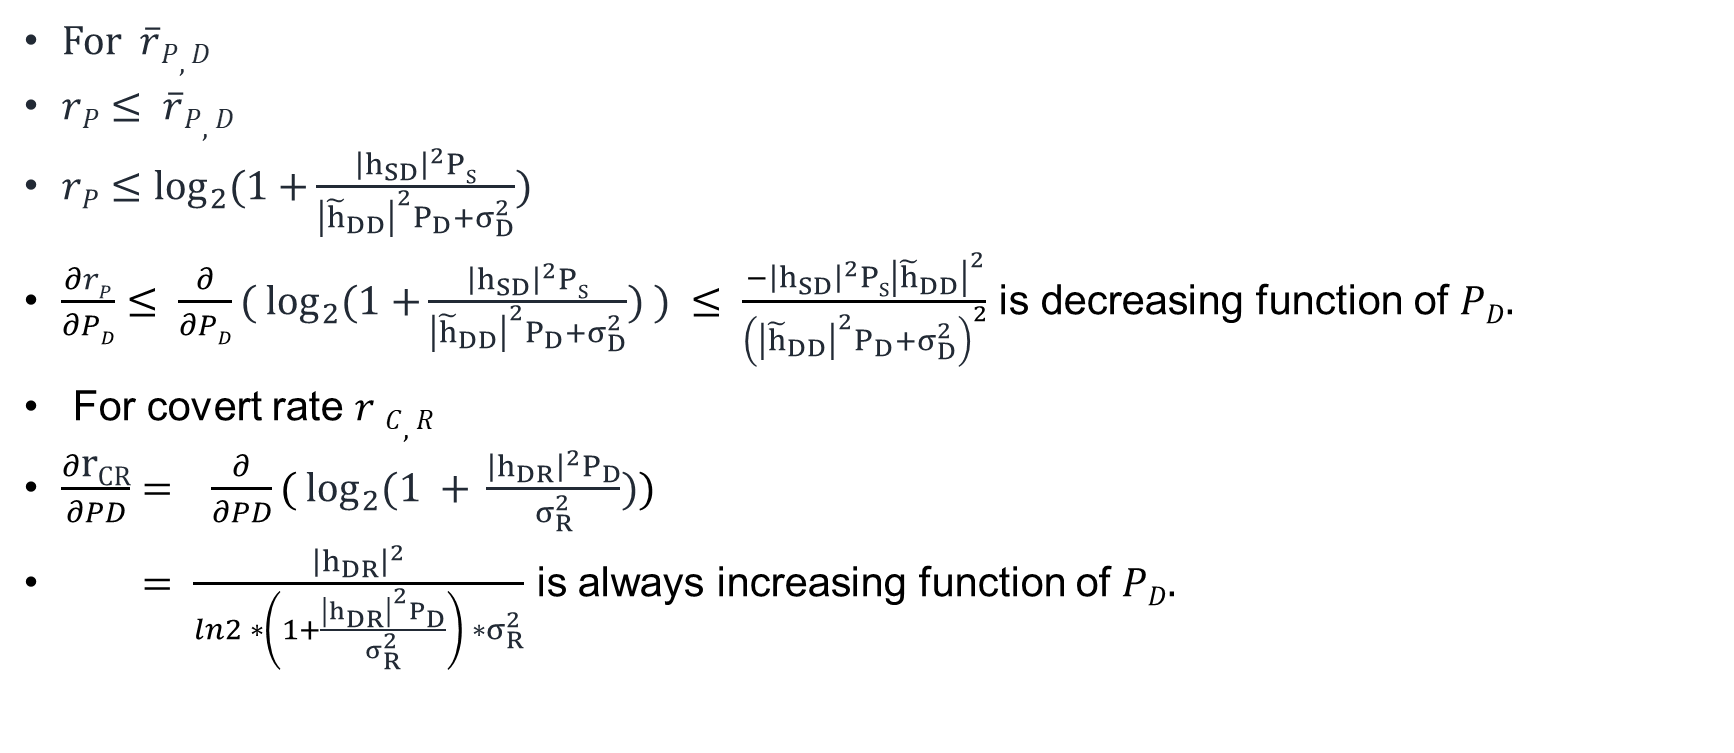 • For r̄_P, D
• r_P ≤ r̄_P, D
• r_P ≤ log₂(1 + |h_SD|²P_S / (|h̃_DD|²P_D+σ_D²))
• ∂r_P/∂P_D ≤ ∂/∂P_D ( log₂(1 + |h_SD|²P_S / (|h̃_DD|²P_D+σ_D²)) ) ≤ −|h_SD|²P_S|h̃_DD|² / (|h̃_DD|²P_D+σ_D²)² is decreasing function of P_D.
• For covert rate r_C, R
• ∂r_CR/∂PD = ∂/∂PD ( log₂(1 + |h_DR|²P_D / σ_R²))
• = |h_DR|² / (ln2 *(1+ |h_DR|²P_D / σ_R²) *σ_R²) is always increasing function of P_D.